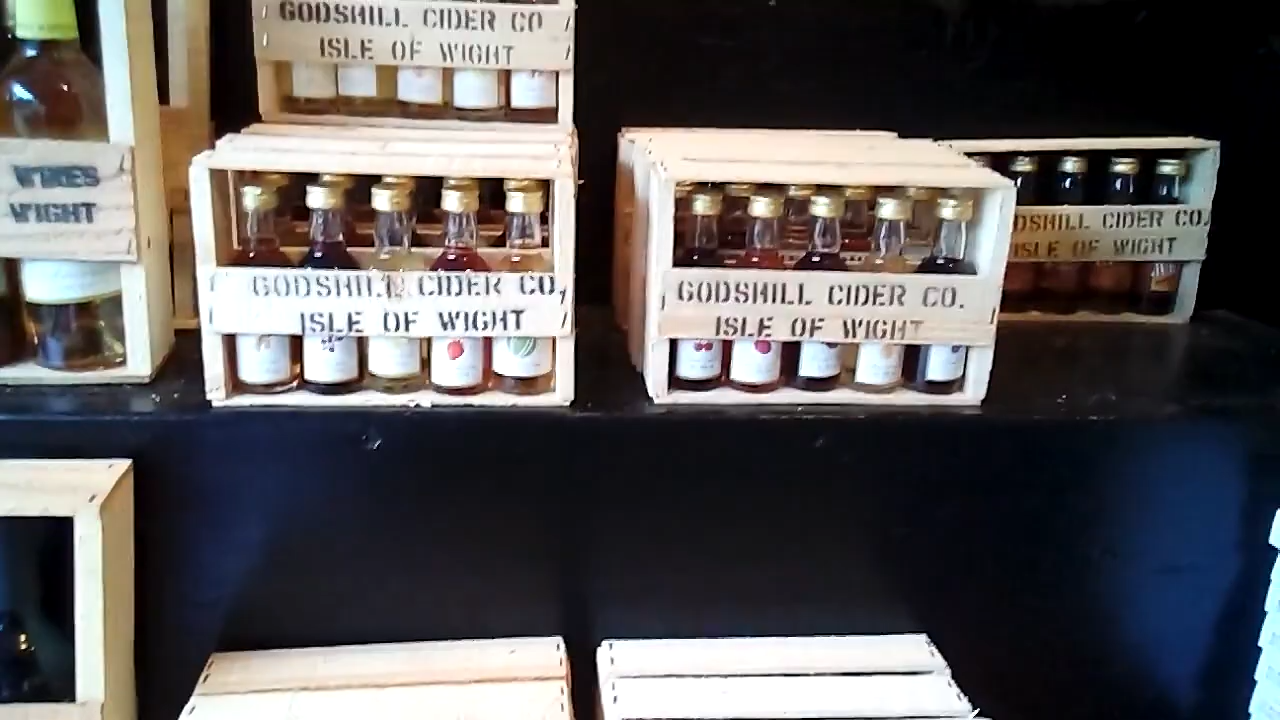 GODSHILL CIDER CO
ISLE OF WIGHT
WINES
WIGHT
GODSHILL CIDER CO,
ISLE OF WIGHT
GODSHILL CIDER CO.
ISLE OF WIGHT
DSHILL CIDER CO.
ISLE OF WIGHT